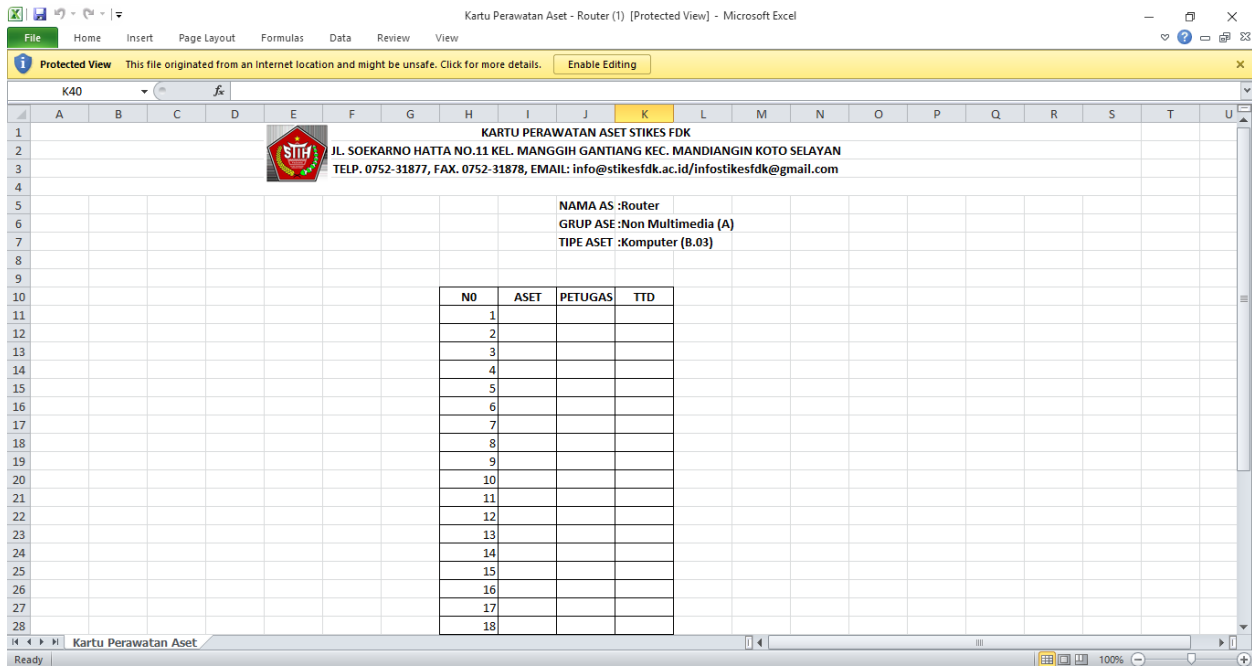 Kartu Perawatan Aset - Router (1) [Protected View] - Microsoft Excel
File Home Insert Page Layout Formulas Data Review View
Protected View This file originated from an Internet location and might be unsafe. Click for more details. Enable Editing
K40 fx
A B C D E F G H I J K L M N O P Q R S T U
1 KARTU PERAWATAN ASET STIKES FDK
2 JL. SOEKARNO HATTA NO.11 KEL. MANGGIH GANTIANG KEC. MANDIANGIN KOTO SELAYAN
3 TELP. 0752-31877, FAX. 0752-31878, EMAIL: info@stikesfdk.ac.id/infostikesfdk@gmail.com
4
5 NAMA AS :Router
6 GRUP ASE :Non Multimedia (A)
7 TIPE ASET :Komputer (B.03)
8
9
10 N0 ASET PETUGAS TTD
11 1
12 2
13 3
14 4
15 5
16 6
17 7
18 8
19 9
20 10
21 11
22 12
23 13
24 14
25 15
26 16
27 17
28 18
Kartu Perawatan Aset
Ready 100%